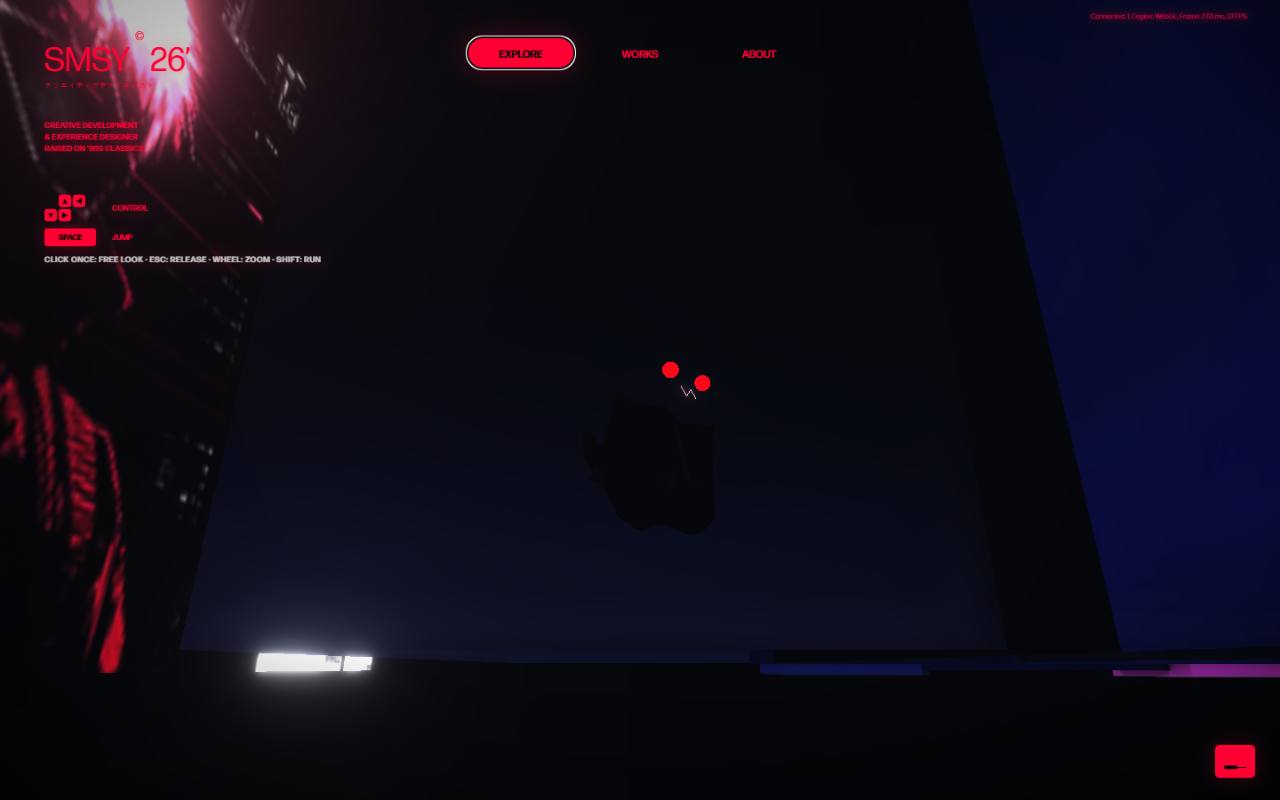 SMSY © 26'
EXPLORE
WORKS
ABOUT
CREATIVE DEVELOPMENT
& EXPERIENCE DESIGNER
RAISED ON '90S CLASSICS
CONTROL
SPACE
JUMP
CLICK ONCE: FREE LOOK - ESC: RELEASE - WHEEL: ZOOM - SHIFT: RUN